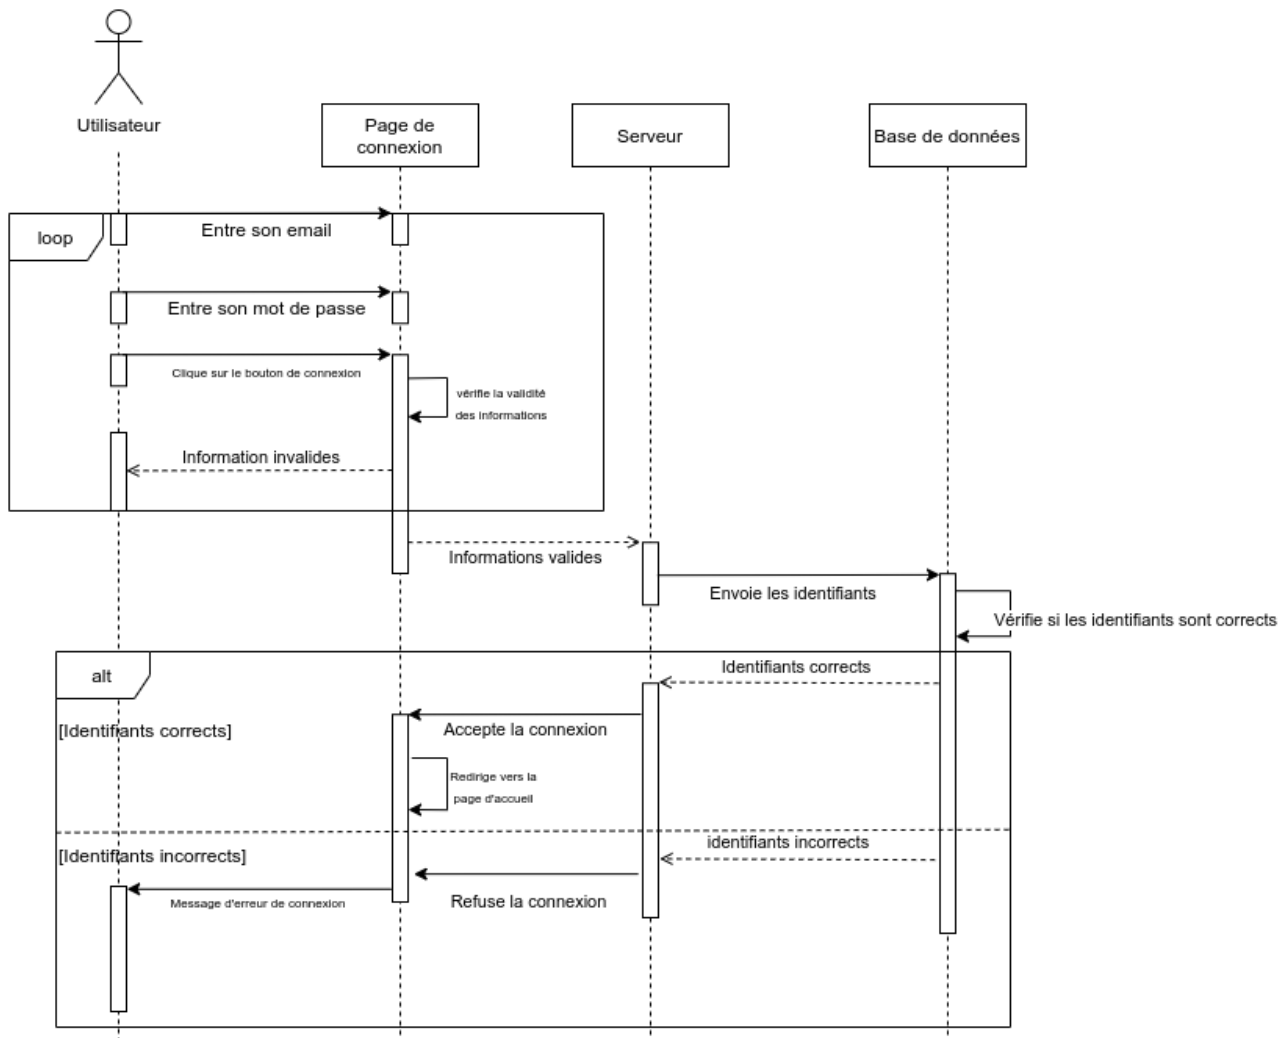 Utilisateur
Page de
connexion
Serveur
Base de données
loop
Entre son email
Entre son mot de passe
Clique sur le bouton de connexion
vérifie la validité
des informations
Information invalides
Informations valides
Envoie les identifiants
Vérifie si les identifiants sont corrects
alt
Identifiants corrects
[Identifiants corrects]
Accepte la connexion
Redirige vers la
page d'accueil
identifiants incorrects
[Identifiants incorrects]
Refuse la connexion
Message d'erreur de connexion